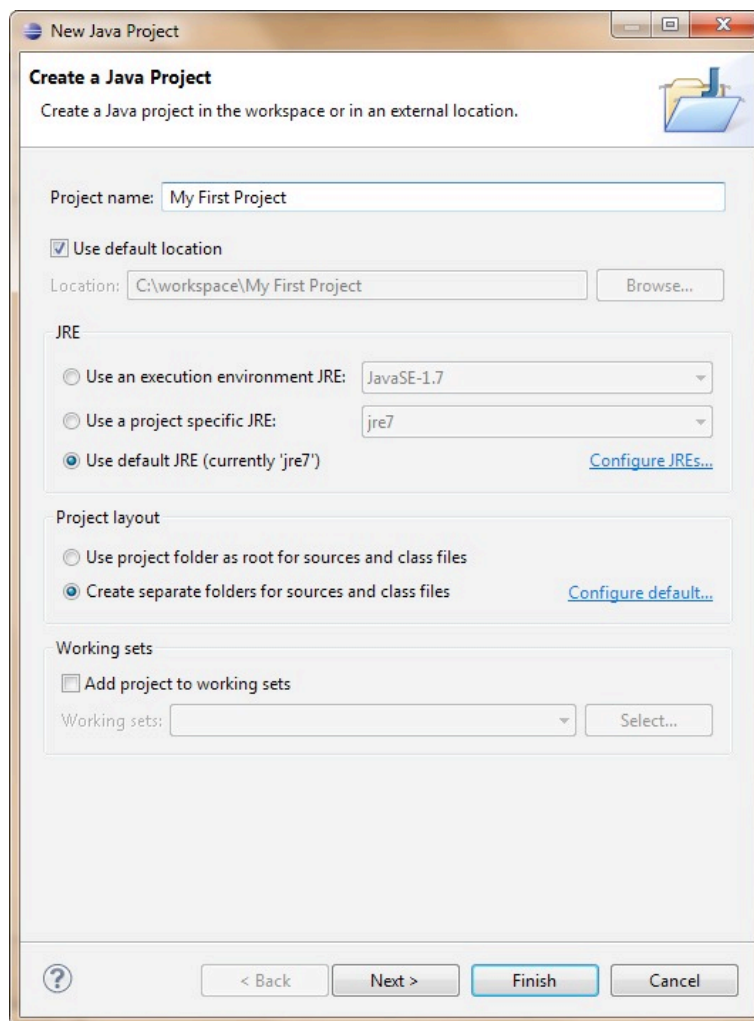 New Java Project
Create a Java Project
Create a Java project in the workspace or in an external location.
Project name: My First Project
Use default location
Location: C:\workspace\My First Project Browse...
JRE
Use an execution environment JRE: JavaSE-1.7
Use a project specific JRE: jre7
Use default JRE (currently 'jre7') Configure JREs...
Project layout
Use project folder as root for sources and class files
Create separate folders for sources and class files Configure default...
Working sets
Add project to working sets
Working sets: Select...
? < Back Next > Finish Cancel